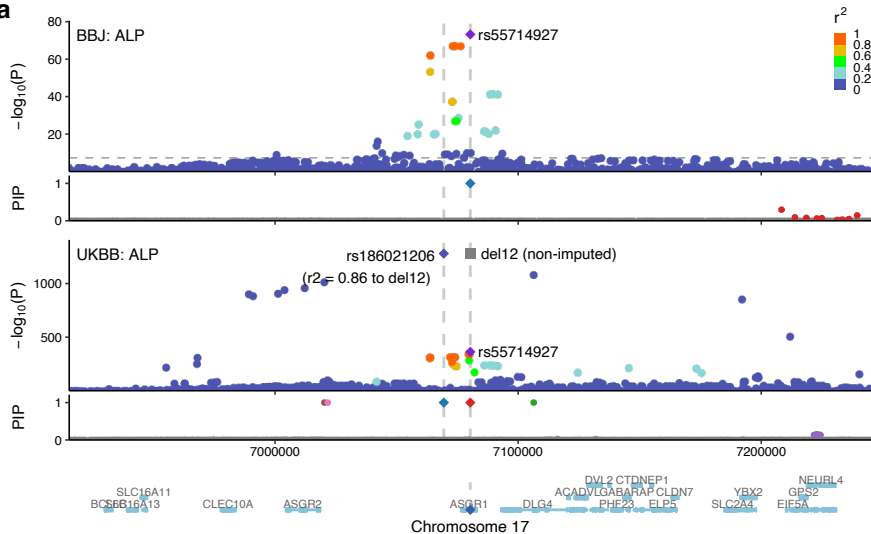 a
BBJ: ALP
rs55714927
r2
1
0.8
0.6
0.4
0.2
0
80
60
40
20
−log10(P)
1
0
PIP
UKBB: ALP
rs186021206
(r2 = 0.86 to del12)
del12 (non-imputed)
rs55714927
1000
500
−log10(P)
1
0
PIP
7000000 7100000 7200000
DVL2 CTDNEP1 NEURL4
SLC16A11 ACADVL GABARAP CLDN7 YBX2 GPS2
SLC16A13 CLEC10A ASGR2 ASGR1 DLG4 PHF23 ELP5 SLC2A4 EIF5A
Chromosome 17